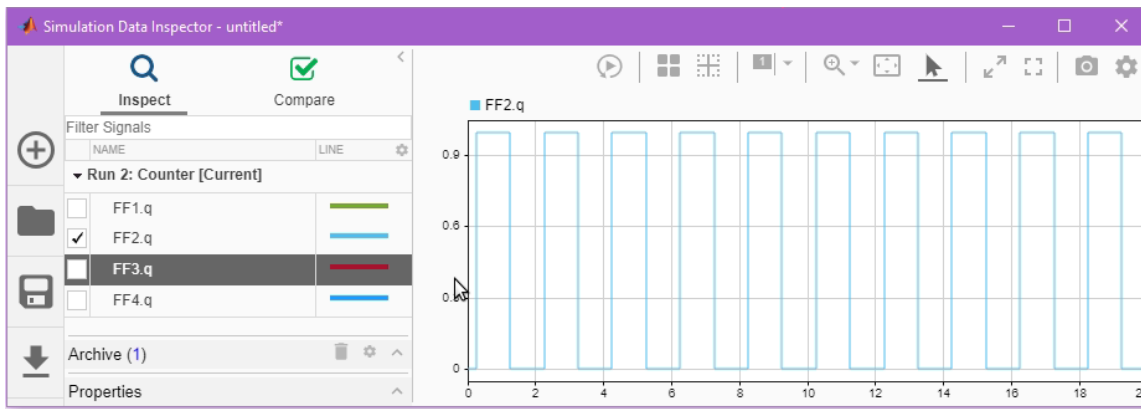 Simulation Data Inspector - untitled*
Inspect
Compare
Filter Signals
NAME LINE
Run 2: Counter [Current]
FF1.q
FF2.q
FF3.q
FF4.q
Archive (1)
Properties
1
FF2.q
0.9
0.6
0
0 2 4 6 8 10 12 14 16 18